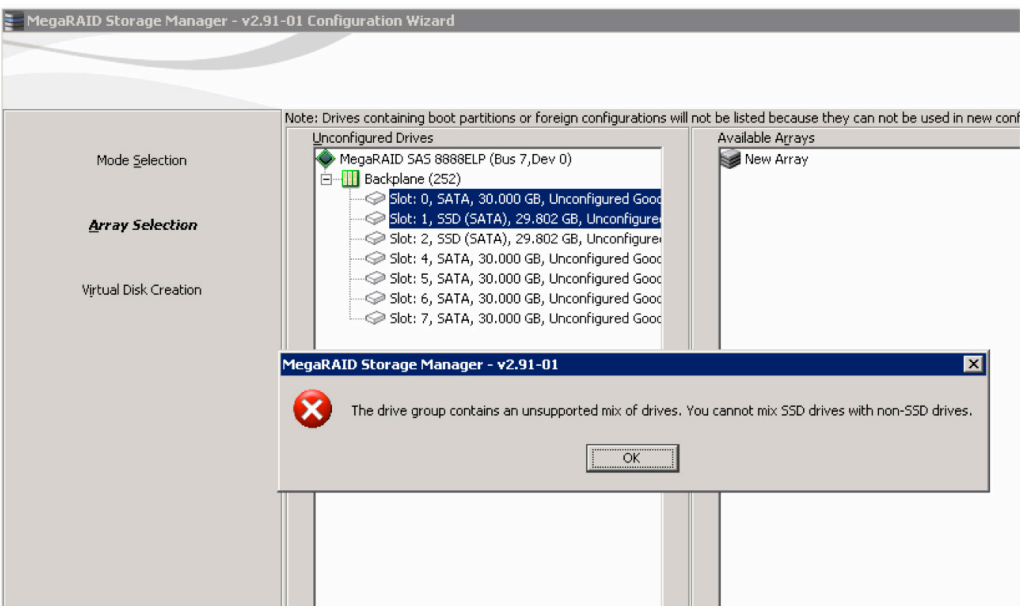 MegaRAID Storage Manager - v2.91-01 Configuration Wizard
Note: Drives containing boot partitions or foreign configurations will not be listed because they can not be used in new conf
Mode Selection
Array Selection
Virtual Disk Creation
Unconfigured Drives
MegaRAID SAS 8888ELP (Bus 7,Dev 0)
Backplane (252)
Slot: 0, SATA, 30.000 GB, Unconfigured Good
Slot: 1, SSD (SATA), 29.802 GB, Unconfigured
Slot: 2, SSD (SATA), 29.802 GB, Unconfigured
Slot: 4, SATA, 30.000 GB, Unconfigured Good
Slot: 5, SATA, 30.000 GB, Unconfigured Good
Slot: 6, SATA, 30.000 GB, Unconfigured Good
Slot: 7, SATA, 30.000 GB, Unconfigured Good
Available Arrays
New Array
MegaRAID Storage Manager - v2.91-01
The drive group contains an unsupported mix of drives. You cannot mix SSD drives with non-SSD drives.
OK